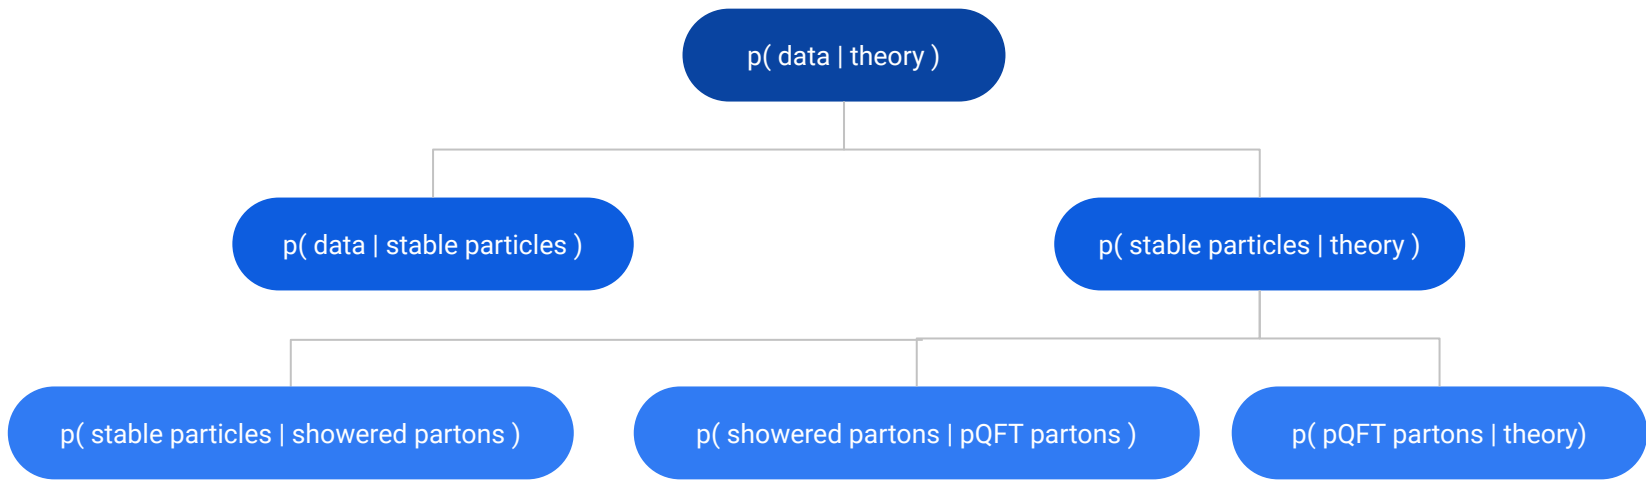 p( data | theory )
p( data | stable particles )
p( stable particles | theory )
p( stable particles | showered partons )
p( showered partons | pQFT partons )
p( pQFT partons | theory)